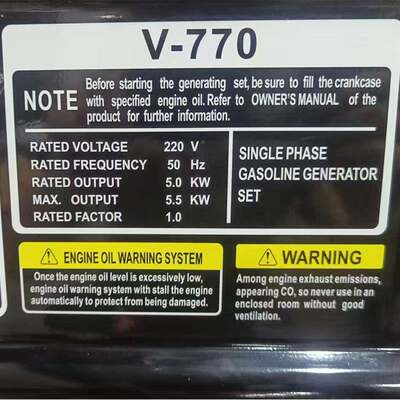 V-770
NOTE
Before starting the generating set, be sure to fill the crankcase
with specified engine oil. Refer to OWNER'S MANUAL of the
product for further information.
RATED VOLTAGE 220 V
RATED FREQUENCY 50 Hz
RATED OUTPUT 5.0 KW
MAX. OUTPUT 5.5 KW
RATED FACTOR 1.0
SINGLE PHASE
GASOLINE GENERATOR
SET
ENGINE OIL WARNING SYSTEM
Once the engine oil level is excessively low,
engine oil warning system with stall the engine
automatically to protect from being damaged.
WARNING
Among engine exhaust emissions,
appearing CO, so never use in an
enclosed room without good
ventilation.